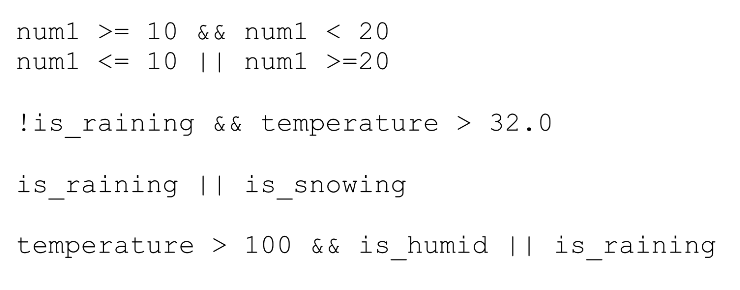 num1 >= 10 && num1 < 20
num1 <= 10 || num1 >=20
!is_raining && temperature > 32.0
is_raining || is_snowing
temperature > 100 && is_humid || is_raining